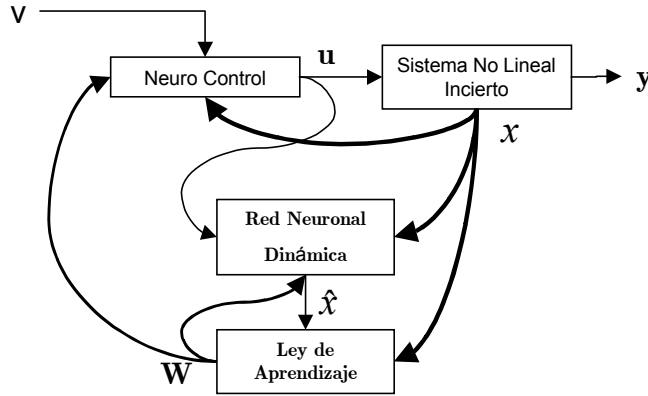 v
Neuro Control
u
Sistema No Lineal
Incierto
y
x
Red Neuronal
Dinámica
x̂
Ley de
Aprendizaje
W